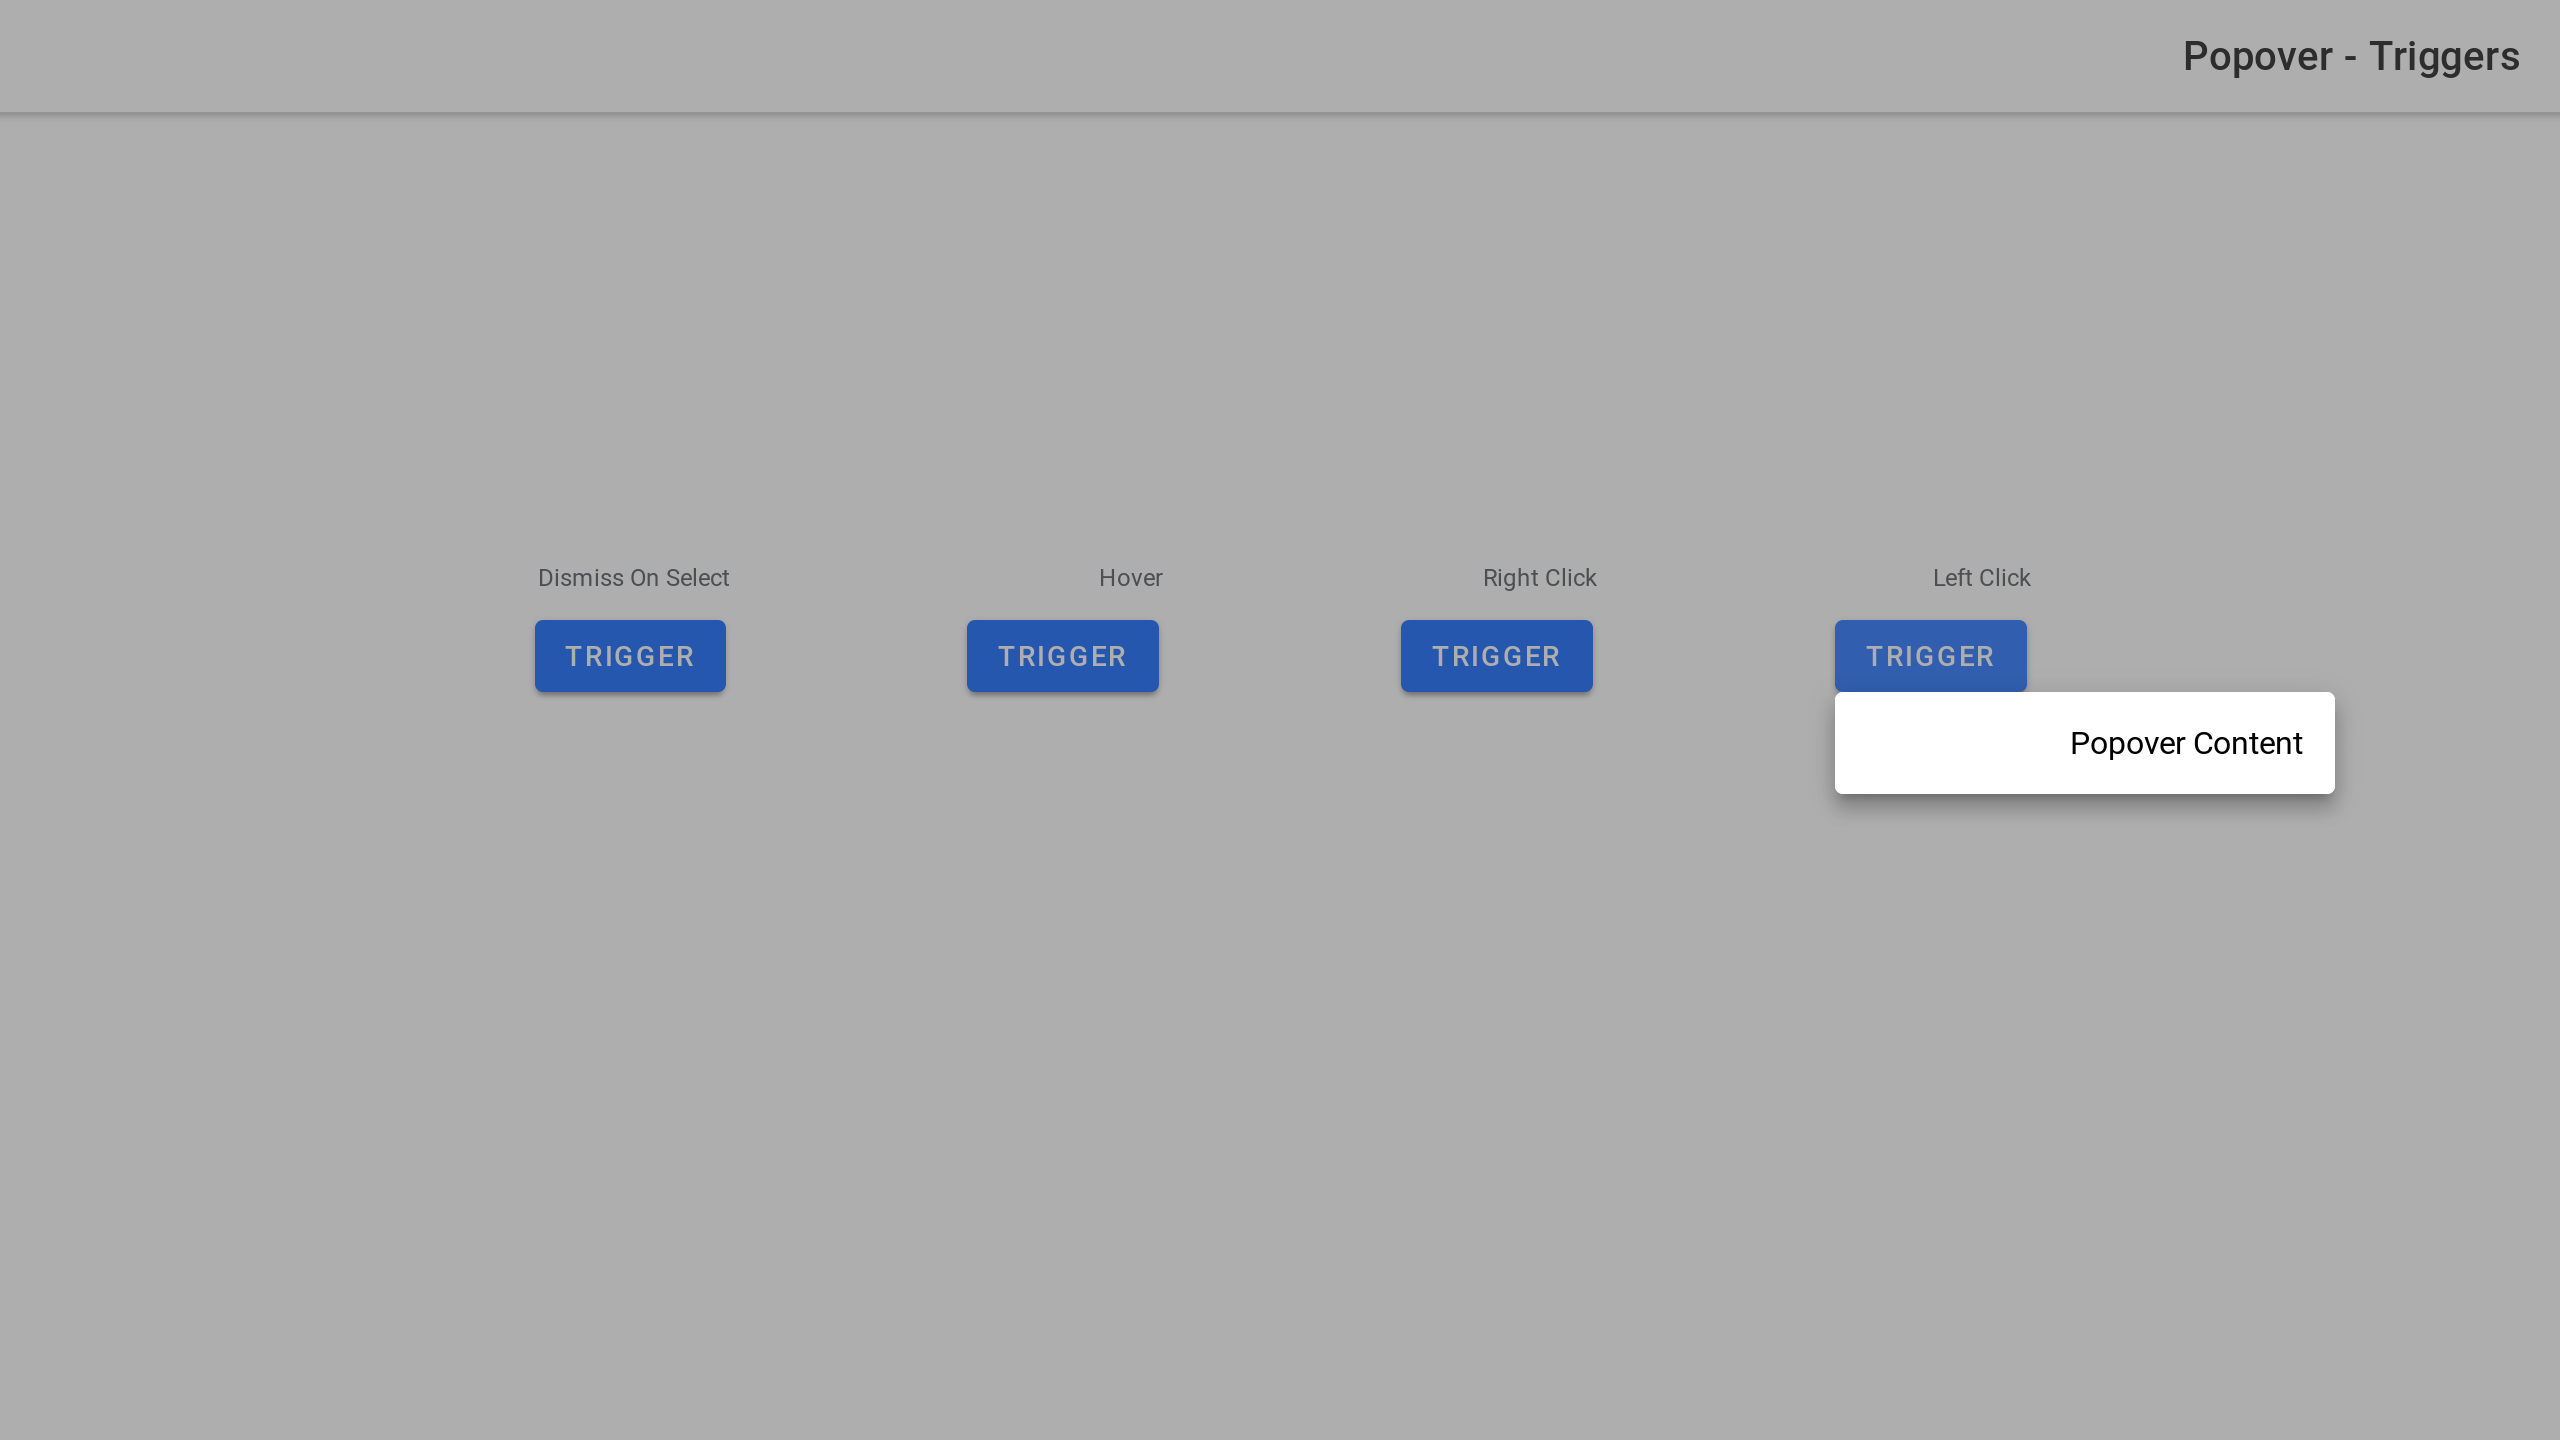 Popover - Triggers
Dismiss On Select
Hover
Right Click
Left Click
TRIGGER
TRIGGER
TRIGGER
TRIGGER
Popover Content